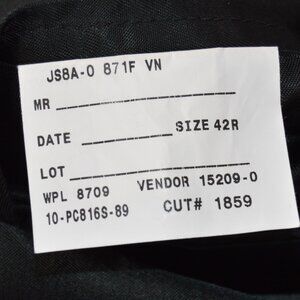 JS8A-0 871F VN
MR
DATE SIZE 42R
LOT
WPL 8709 VENDOR 15209-0
10-PC816S-89 CUT# 1859